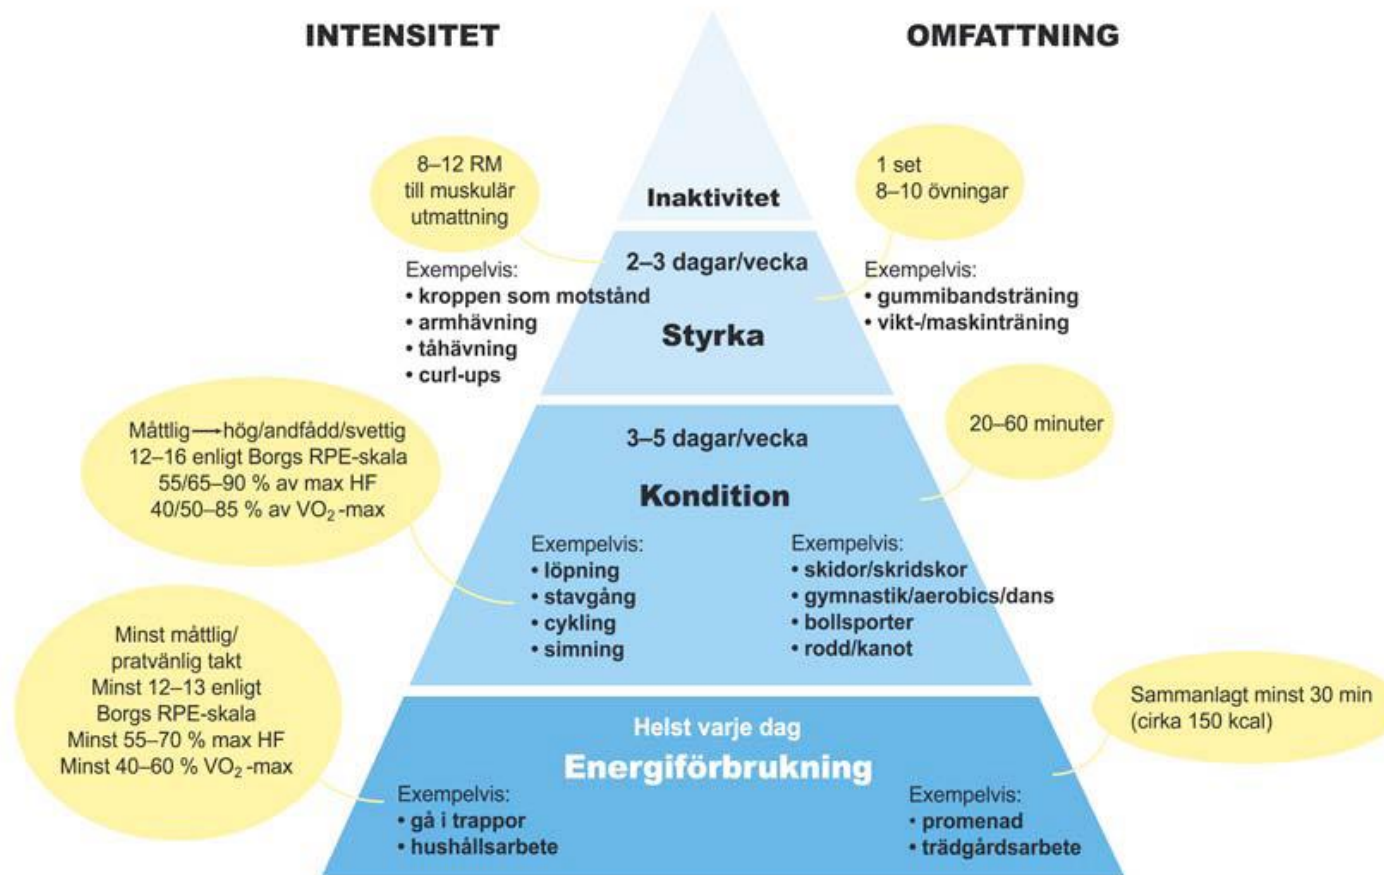 INTENSITET
OMFATTNING
8–12 RM
till muskulär
utmattning
1 set
8–10 övningar
Inaktivitet
2–3 dagar/vecka
Styrka
Exempelvis:
• kroppen som motstånd
• armhävning
• tåhävning
• curl-ups
Exempelvis:
• gummibandsträning
• vikt-/maskinträning
Måttlig→hög/andfådd/svettig
12–16 enligt Borgs RPE-skala
55/65–90 % av max HF
40/50–85 % av VO₂-max
3–5 dagar/vecka
Kondition
20–60 minuter
Exempelvis:
• löpning
• stavgång
• cykling
• simning
Exempelvis:
• skidor/skridskor
• gymnastik/aerobics/dans
• bollsporter
• rodd/kanot
Minst måttlig/
pratvänlig takt
Minst 12–13 enligt
Borgs RPE-skala
Minst 55–70 % max HF
Minst 40–60 % VO₂-max
Helst varje dag
Energiförbrukning
Sammanlagt minst 30 min
(cirka 150 kcal)
Exempelvis:
• gå i trappor
• hushållsarbete
Exempelvis:
• promenad
• trädgårdsarbete